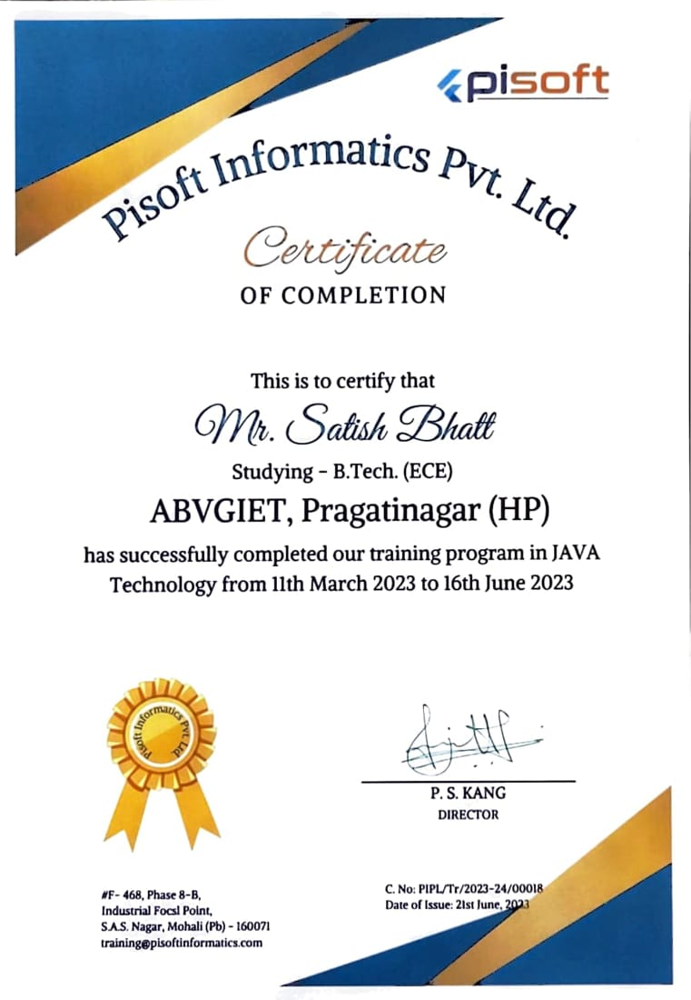 pisoft
Pisoft Informatics Pvt. Ltd.
Certificate
OF COMPLETION
This is to certify that
Mr. Satish Bhatt
Studying - B.Tech. (ECE)
ABVGIET, Pragatinagar (HP)
has successfully completed our training program in JAVA
Technology from 11th March 2023 to 16th June 2023
Pisoft Informatics Pvt. Ltd.
P. S. KANG
DIRECTOR
#F- 468, Phase 8-B,
Industrial Focsl Point,
S.A.S. Nagar, Mohali (Pb) - 160071
training@pisoftinformatics.com
C. No: PIPL/Tr/2023-24/00018
Date of Issue: 21st June, 2023